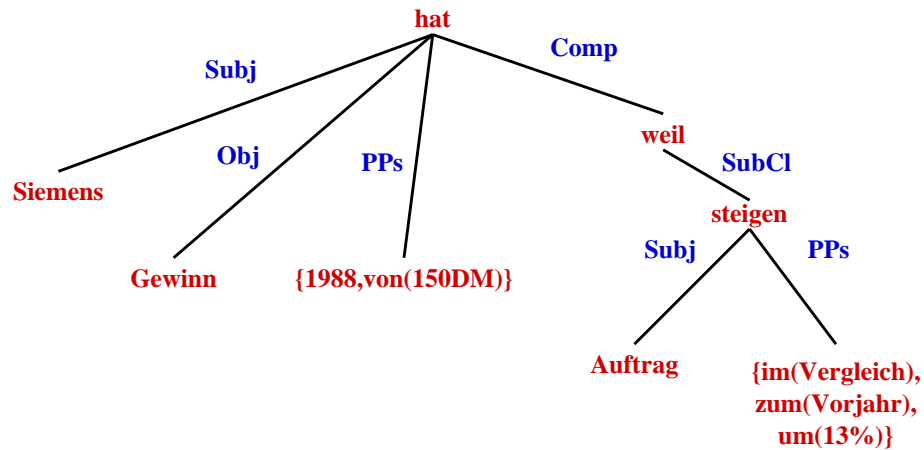 hat
Comp
Subj
weil
Obj
PPs
SubCl
Siemens
steigen
Subj
PPs
Gewinn
{1988,von(150DM)}
Auftrag
{im(Vergleich),
zum(Vorjahr),
um(13%)}